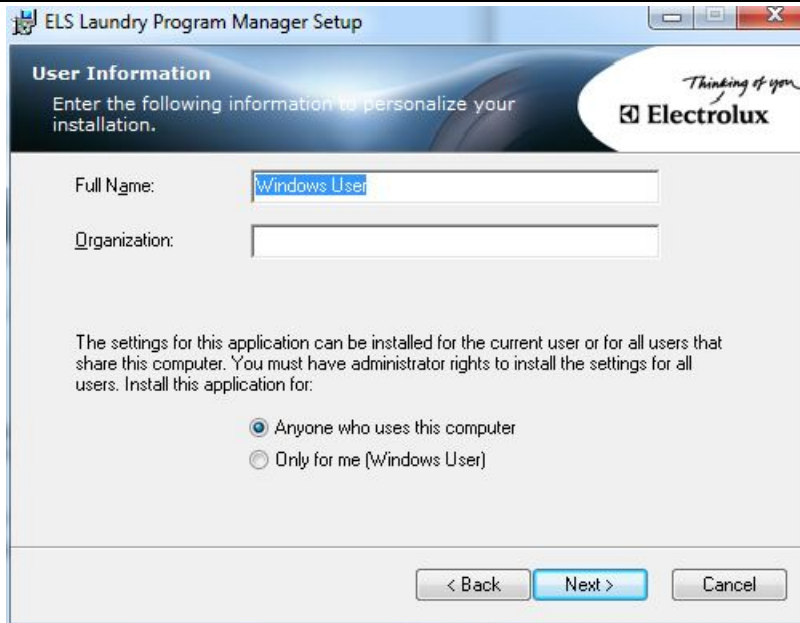 ELS Laundry Program Manager Setup
User Information
Enter the following information to personalize your
installation.
Thinking of you
Electrolux
Full Name:
Windows User
Organization:
The settings for this application can be installed for the current user or for all users that
share this computer. You must have administrator rights to install the settings for all
users. Install this application for:
Anyone who uses this computer
Only for me (Windows User)
< Back
Next >
Cancel